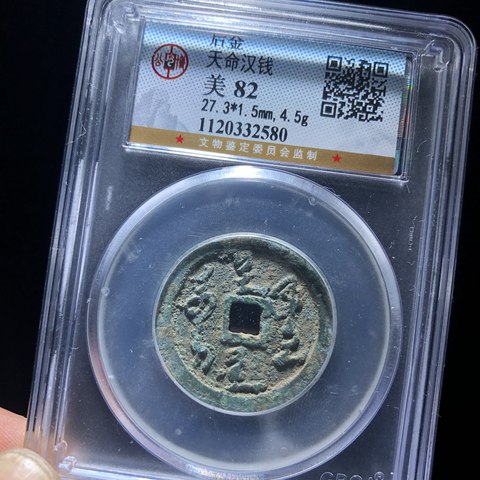 后金
天命汉钱
美 82
27.3*1.5mm, 4.5g
1120332580
★ 文物鉴定委员会监制 ★